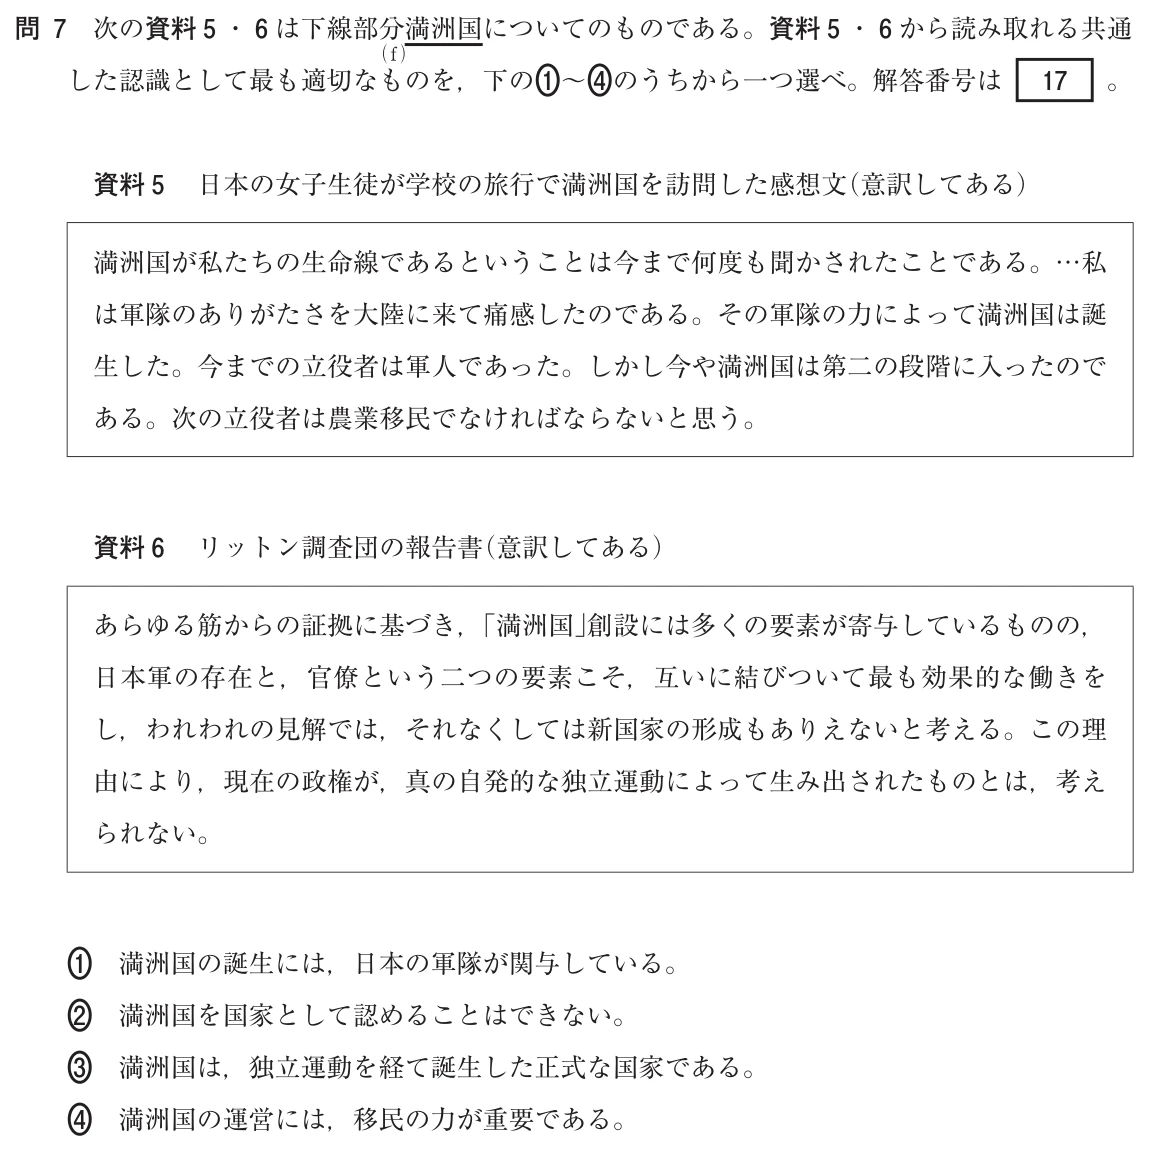 問 7　次の資料5・6は下線部分満洲国についてのものである。資料5・6から読み取れる共通
(f)
した認識として最も適切なものを，下の①～④のうちから一つ選べ。解答番号は 17 。
資料5　日本の女子生徒が学校の旅行で満洲国を訪問した感想文(意訳してある)
満洲国が私たちの生命線であるということは今まで何度も聞かされたことである。…私
は軍隊のありがたさを大陸に来て痛感したのである。その軍隊の力によって満洲国は誕
生した。今までの立役者は軍人であった。しかし今や満洲国は第二の段階に入ったので
ある。次の立役者は農業移民でなければならないと思う。
資料6　リットン調査団の報告書(意訳してある)
あらゆる筋からの証拠に基づき，「満洲国」創設には多くの要素が寄与しているものの，
日本軍の存在と，官僚という二つの要素こそ，互いに結びついて最も効果的な働きを
し，われわれの見解では，それなくしては新国家の形成もありえないと考える。この理
由により，現在の政権が，真の自発的な独立運動によって生み出されたものとは，考え
られない。
①　満洲国の誕生には，日本の軍隊が関与している。
②　満洲国を国家として認めることはできない。
③　満洲国は，独立運動を経て誕生した正式な国家である。
④　満洲国の運営には，移民の力が重要である。